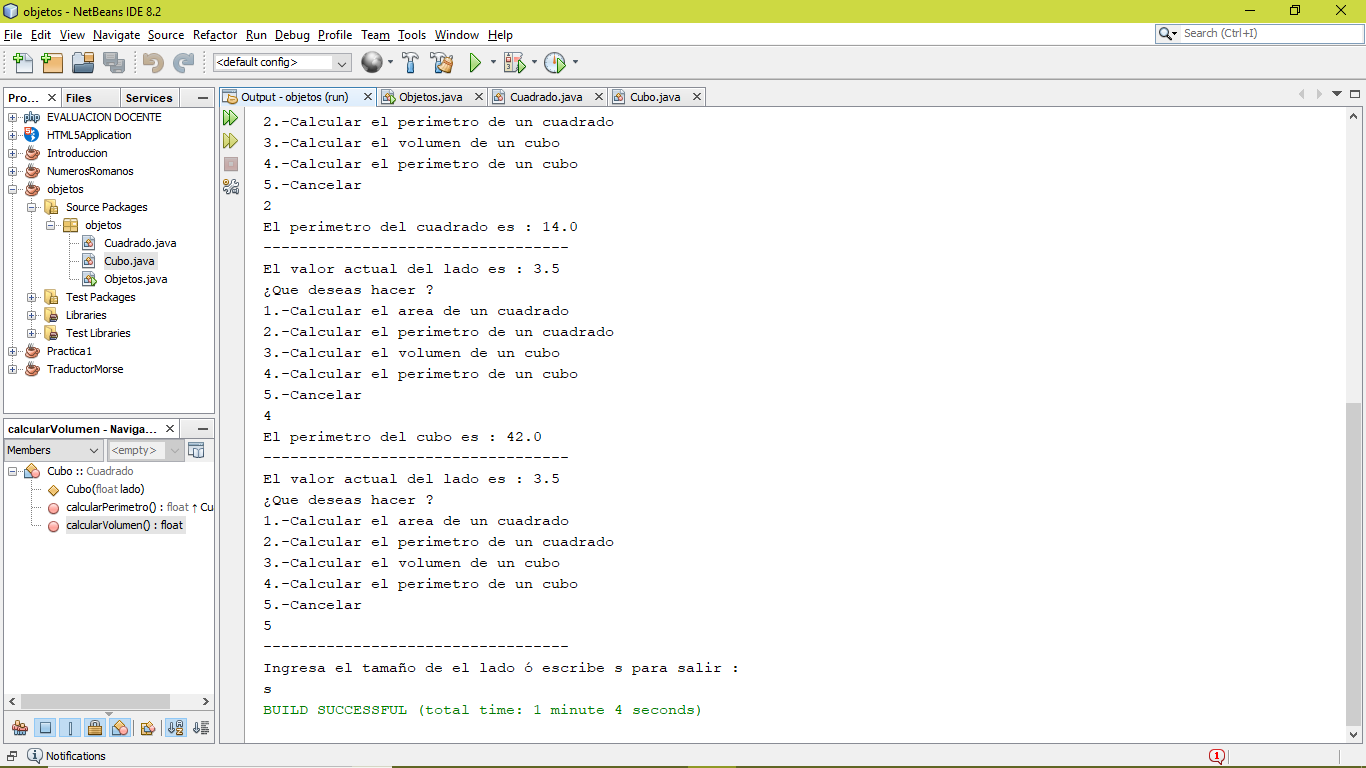 objetos - NetBeans IDE 8.2
File Edit View Navigate Source Refactor Run Debug Profile Team Tools Window Help
Search (Ctrl+I)
<default config>
Pro... Files Services
EVALUACION DOCENTE
HTML5Application
Introduccion
NumerosRomanos
objetos
Source Packages
objetos
Cuadrado.java
Cubo.java
Objetos.java
Test Packages
Libraries
Test Libraries
Practica1
TraductorMorse
calcularVolumen - Naviga...
Members <empty>
Cubo :: Cuadrado
Cubo(float lado)
calcularPerimetro() : float ↑ Cu
calcularVolumen() : float
Output - objetos (run) Objetos.java Cuadrado.java Cubo.java
2.-Calcular el perimetro de un cuadrado
3.-Calcular el volumen de un cubo
4.-Calcular el perimetro de un cubo
5.-Cancelar
2
El perimetro del cuadrado es : 14.0
----------------------------------
El valor actual del lado es : 3.5
¿Que deseas hacer ?
1.-Calcular el area de un cuadrado
2.-Calcular el perimetro de un cuadrado
3.-Calcular el volumen de un cubo
4.-Calcular el perimetro de un cubo
5.-Cancelar
4
El perimetro del cubo es : 42.0
----------------------------------
El valor actual del lado es : 3.5
¿Que deseas hacer ?
1.-Calcular el area de un cuadrado
2.-Calcular el perimetro de un cuadrado
3.-Calcular el volumen de un cubo
4.-Calcular el perimetro de un cubo
5.-Cancelar
5
----------------------------------
Ingresa el tamaño de el lado ó escribe s para salir :
s
BUILD SUCCESSFUL (total time: 1 minute 4 seconds)
Notifications
1